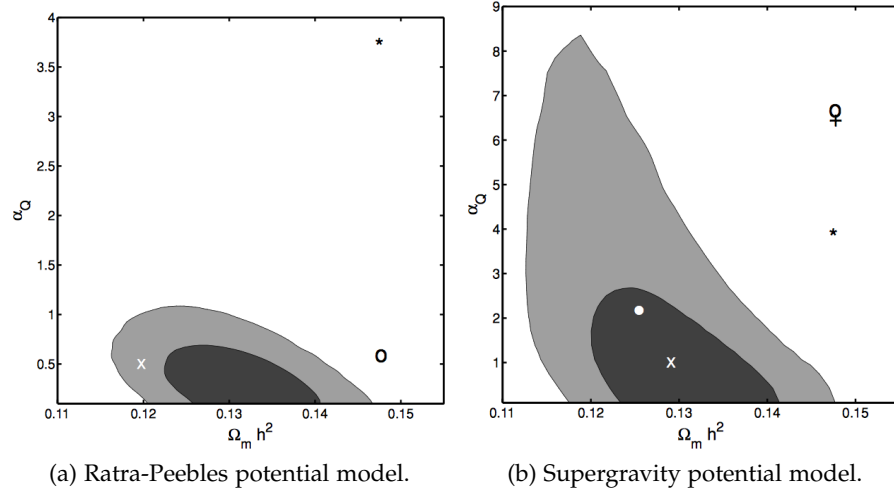 4
3.5
3
2.5
2
1.5
1
0.5
α_Q
*
x
o
0.11 0.12 0.13 0.14 0.15
Ω_m h²
(a) Ratra-Peebles potential model.
9
8
7
6
5
4
3
2
1
α_Q
*
x
0.11 0.12 0.13 0.14 0.15
Ω_m h²
(b) Supergravity potential model.